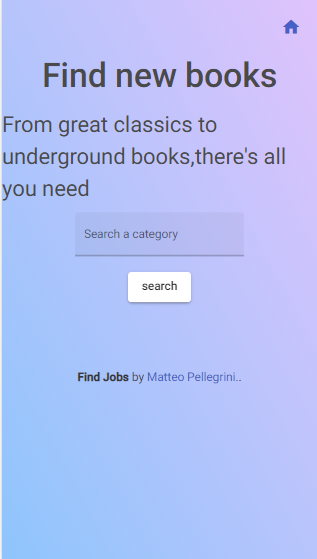 Find new books
From great classics to
underground books,there's all
you need
Search a category
search
Find Jobs by Matteo Pellegrini..